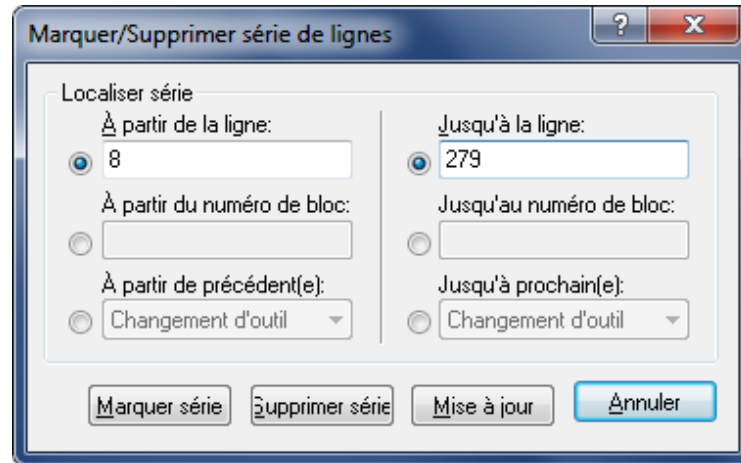 Marquer/Supprimer série de lignes
Localiser série
À partir de la ligne:
8
À partir du numéro de bloc:
À partir de précédent(e):
Changement d'outil
Jusqu'à la ligne:
279
Jusqu'au numéro de bloc:
Jusqu'à prochain(e):
Changement d'outil
Marquer série Supprimer série Mise à jour Annuler